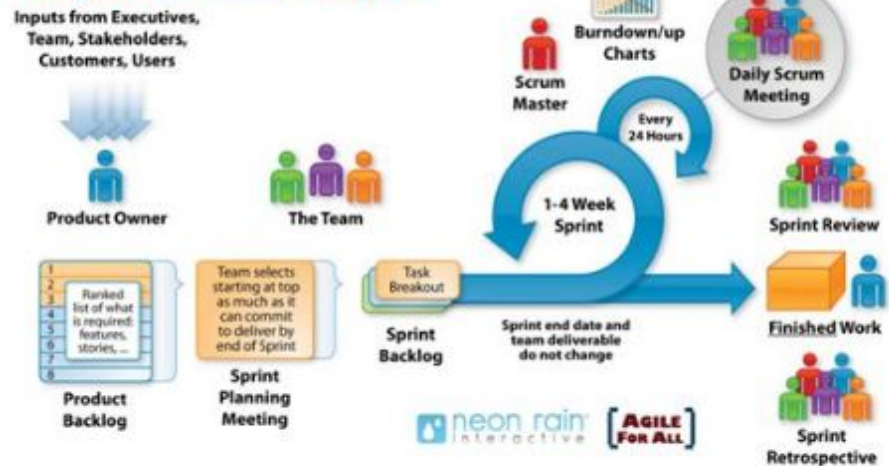 Inputs from Executives,
Team, Stakeholders,
Customers, Users
Product Owner
The Team
Scrum
Master
Burndown/up
Charts
Daily Scrum
Meeting
Every
24 Hours
1-4 Week
Sprint
Sprint Review
1
2
3
4
5
6
7
8
Ranked
list of what
is required:
features,
stories, ...
Product
Backlog
Team selects
starting at top
as much as it
can commit
to deliver by
end of Sprint
Sprint
Planning
Meeting
Task
Breakout
Sprint
Backlog
Sprint end date and
team deliverable
do not change
Finished Work
Sprint
Retrospective
neon rain
interactive
AGILE
FOR ALL